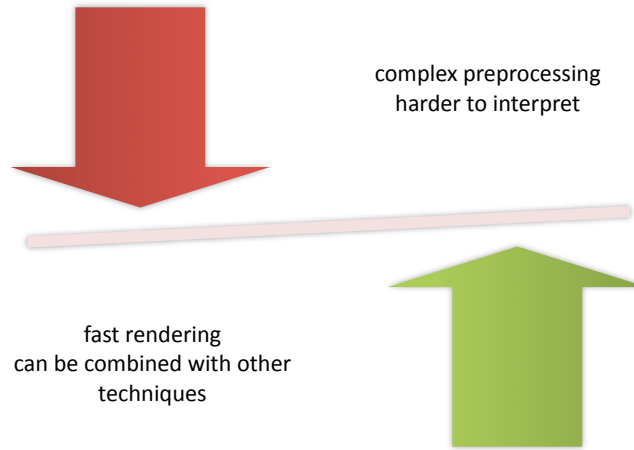 complex preprocessing
harder to interpret
fast rendering
can be combined with other
techniques